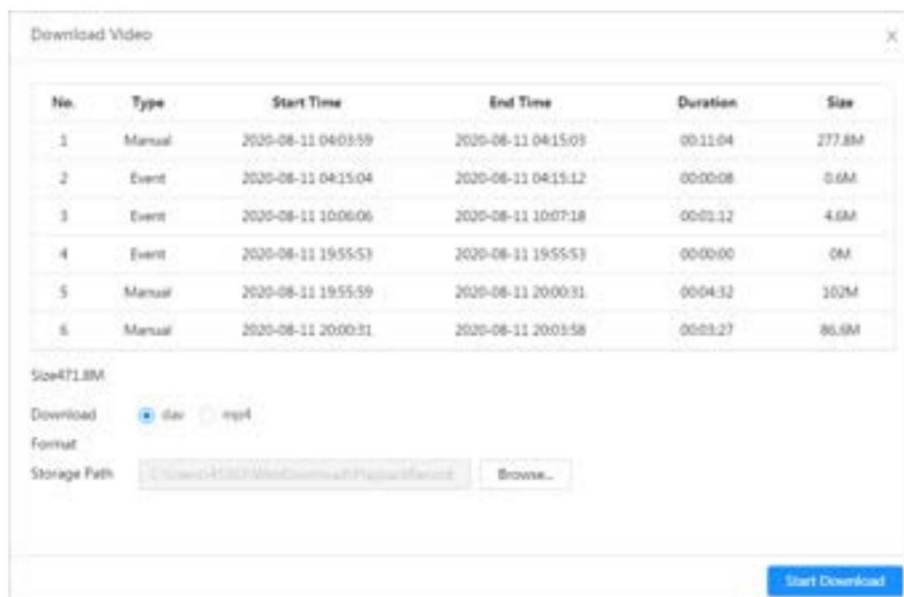 Download Video
No. Type Start Time End Time Duration Size
1 Manual 2020-08-11 04:03:59 2020-08-11 04:15:03 00:11:04 277.8M
2 Event 2020-08-11 04:15:04 2020-08-11 04:15:12 00:00:08 0.6M
3 Event 2020-08-11 10:06:06 2020-08-11 10:07:18 00:01:12 4.6M
4 Event 2020-08-11 19:55:53 2020-08-11 19:55:53 00:00:00 0M
5 Manual 2020-08-11 19:55:59 2020-08-11 20:00:31 00:04:32 102M
6 Manual 2020-08-11 20:00:31 2020-08-11 20:03:58 00:03:27 86.6M
Size471.8M
Download dav mp4
Format
Storage Path Browse...
Start Download